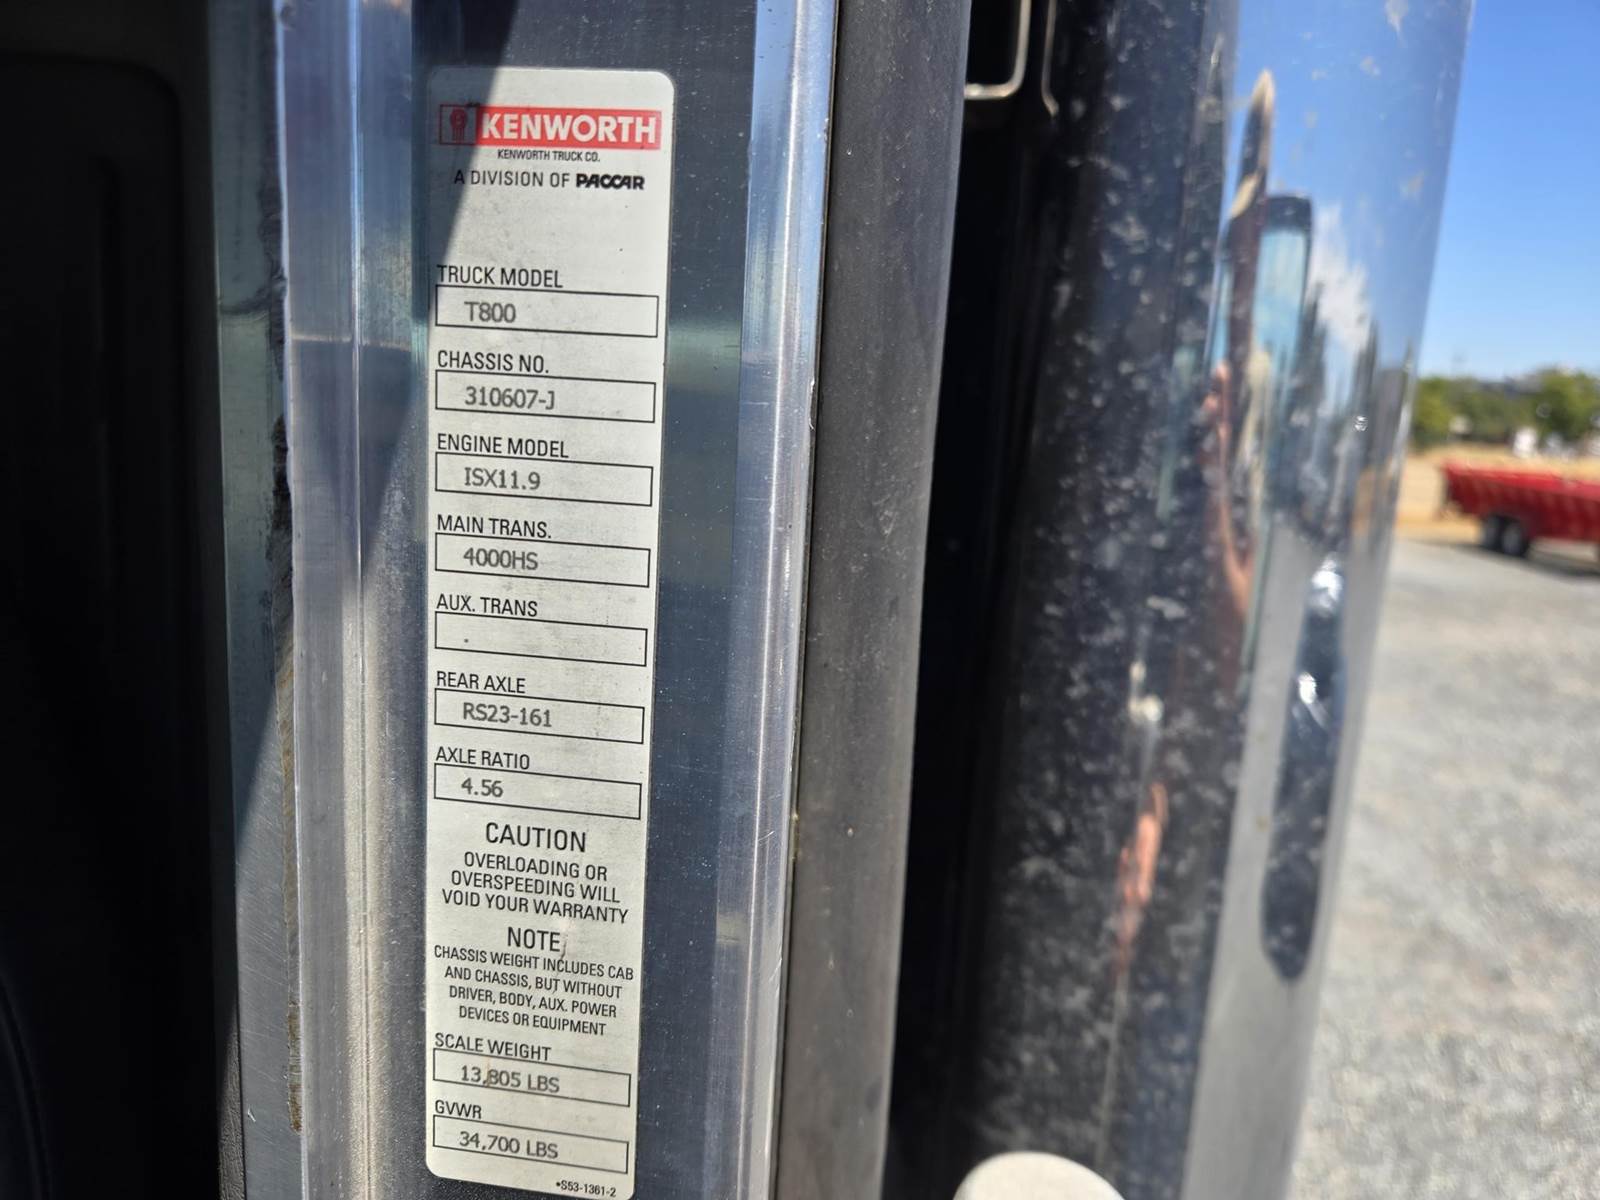 KENWORTH
KENWORTH TRUCK CO.
A DIVISION OF PACCAR
TRUCK MODEL
T800
CHASSIS NO.
310607-J
ENGINE MODEL
ISX11.9
MAIN TRANS.
4000HS
AUX. TRANS
.
REAR AXLE
RS23-161
AXLE RATIO
4.56
CAUTION
OVERLOADING OR
OVERSPEEDING WILL
VOID YOUR WARRANTY
NOTE
CHASSIS WEIGHT INCLUDES CAB
AND CHASSIS, BUT WITHOUT
DRIVER, BODY, AUX. POWER
DEVICES OR EQUIPMENT
SCALE WEIGHT
13,805 LBS
GVWR
34,700 LBS
*S53-1361-2